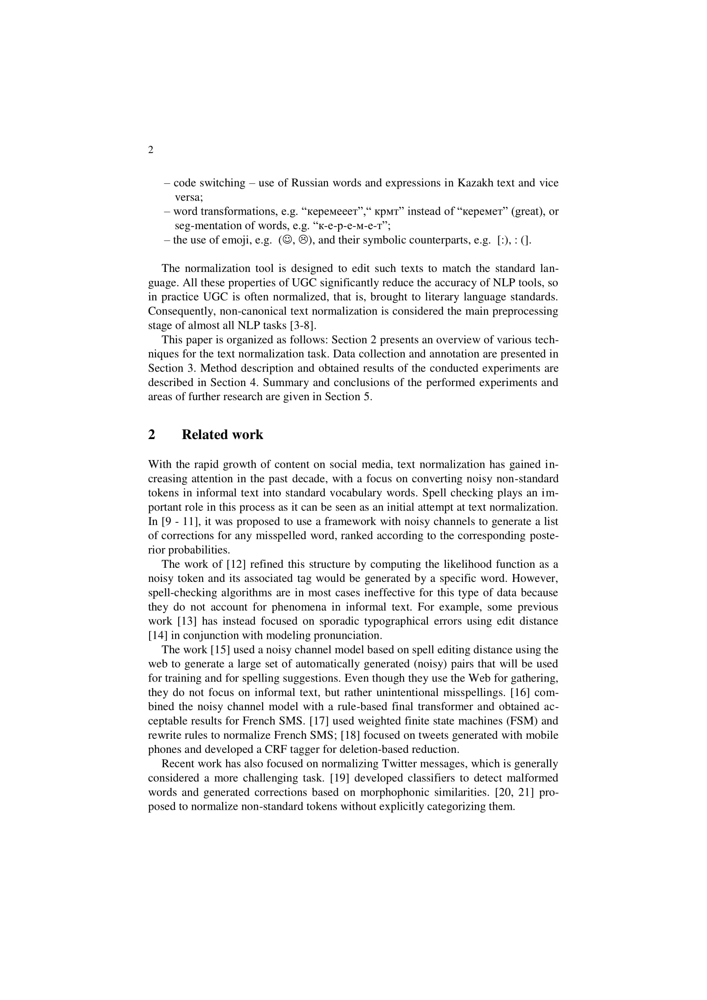 2
– code switching – use of Russian words and expressions in Kazakh text and vice
versa;
– word transformations, e.g. “керемееет”,“ крмт” instead of “керемет” (great), or
seg-mentation of words, e.g. “к-е-р-е-м-е-т”;
– the use of emoji, e.g. (☺, ☹), and their symbolic counterparts, e.g. [:), : (].
The normalization tool is designed to edit such texts to match the standard lan-
guage. All these properties of UGC significantly reduce the accuracy of NLP tools, so
in practice UGC is often normalized, that is, brought to literary language standards.
Consequently, non-canonical text normalization is considered the main preprocessing
stage of almost all NLP tasks [3-8].
This paper is organized as follows: Section 2 presents an overview of various tech-
niques for the text normalization task. Data collection and annotation are presented in
Section 3. Method description and obtained results of the conducted experiments are
described in Section 4. Summary and conclusions of the performed experiments and
areas of further research are given in Section 5.
2 Related work
With the rapid growth of content on social media, text normalization has gained in-
creasing attention in the past decade, with a focus on converting noisy non-standard
tokens in informal text into standard vocabulary words. Spell checking plays an im-
portant role in this process as it can be seen as an initial attempt at text normalization.
In [9 - 11], it was proposed to use a framework with noisy channels to generate a list
of corrections for any misspelled word, ranked according to the corresponding poste-
rior probabilities.
The work of [12] refined this structure by computing the likelihood function as a
noisy token and its associated tag would be generated by a specific word. However,
spell-checking algorithms are in most cases ineffective for this type of data because
they do not account for phenomena in informal text. For example, some previous
work [13] has instead focused on sporadic typographical errors using edit distance
[14] in conjunction with modeling pronunciation.
The work [15] used a noisy channel model based on spell editing distance using the
web to generate a large set of automatically generated (noisy) pairs that will be used
for training and for spelling suggestions. Even though they use the Web for gathering,
they do not focus on informal text, but rather unintentional misspellings. [16] com-
bined the noisy channel model with a rule-based final transformer and obtained ac-
ceptable results for French SMS. [17] used weighted finite state machines (FSM) and
rewrite rules to normalize French SMS; [18] focused on tweets generated with mobile
phones and developed a CRF tagger for deletion-based reduction.
Recent work has also focused on normalizing Twitter messages, which is generally
considered a more challenging task. [19] developed classifiers to detect malformed
words and generated corrections based on morphophonic similarities. [20, 21] pro-
posed to normalize non-standard tokens without explicitly categorizing them.